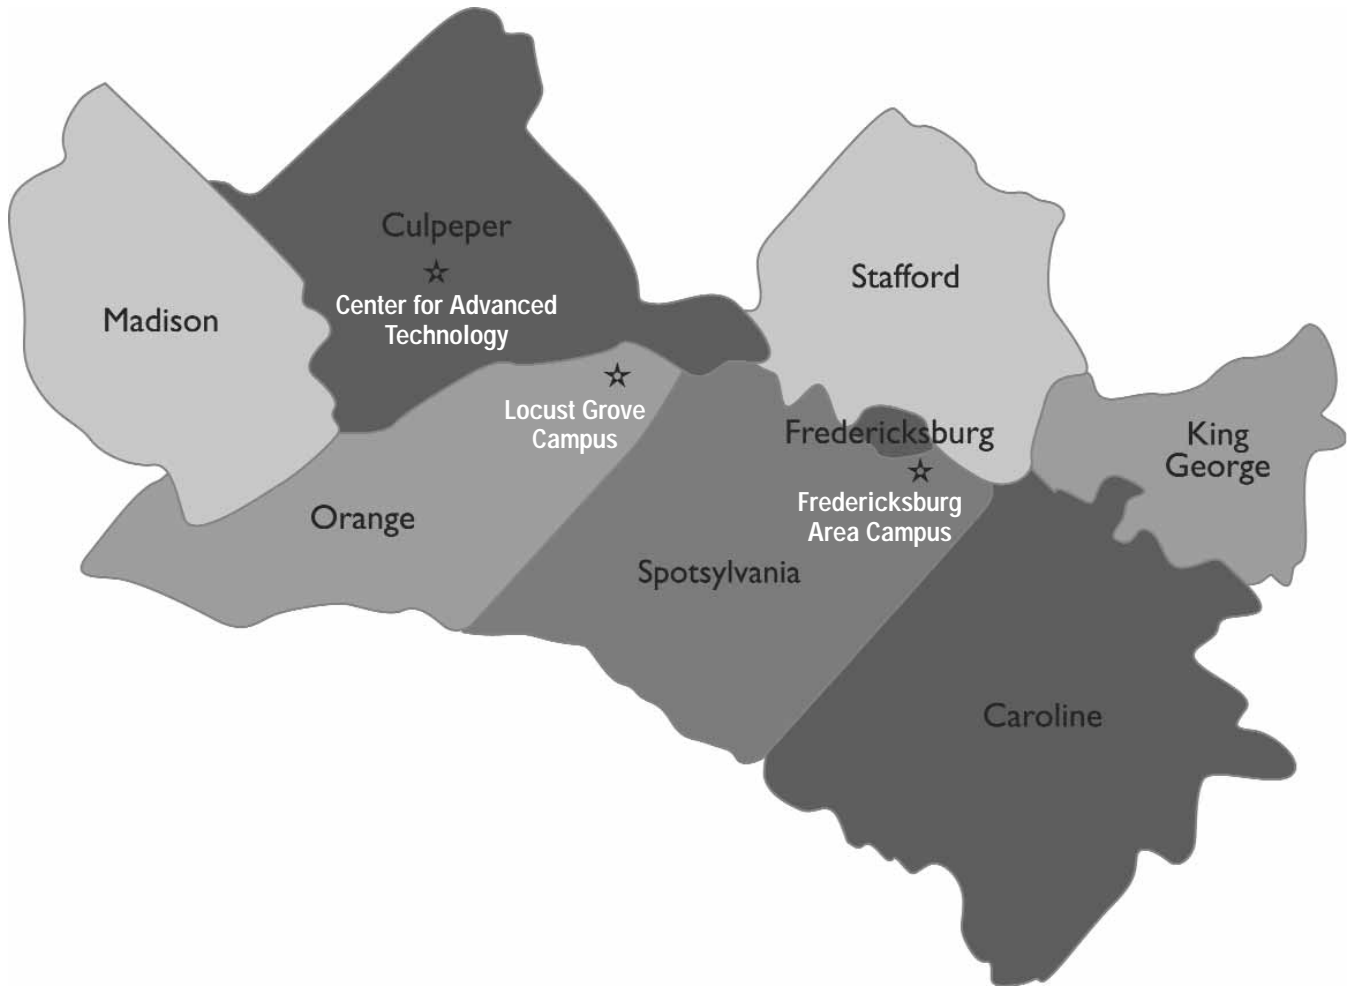 Culpeper
Center for Advanced
Technology
Stafford
Madison
Locust Grove
Campus
Fredericksburg
King
George
Fredericksburg
Area Campus
Orange
Spotsylvania
Caroline